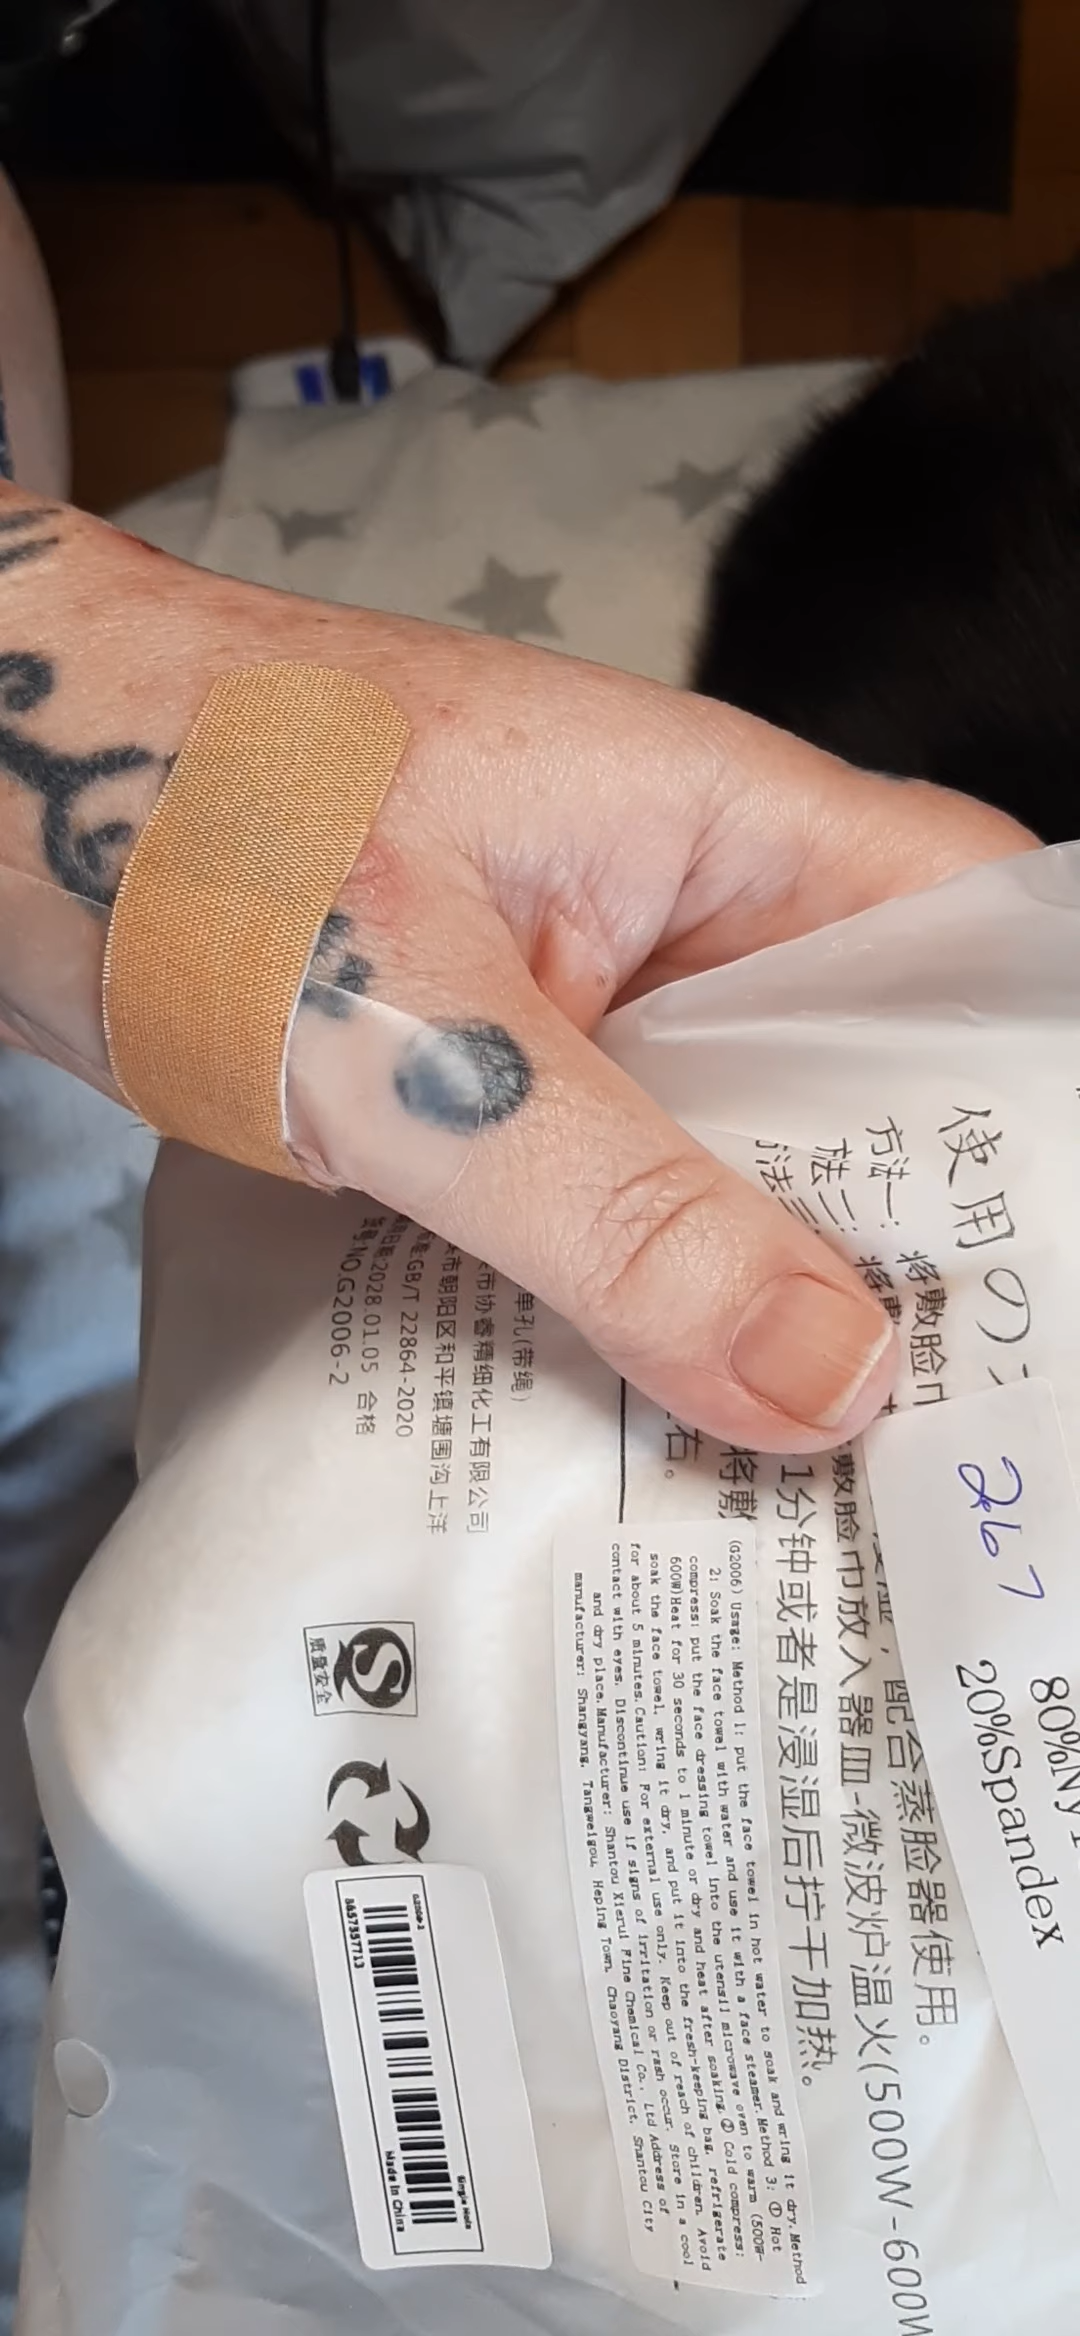 使用の
方法一: 将敷脸巾
配合蒸脸器使用。
敷脸巾放入器皿-微波炉温火(500W-600W
1分钟或者是浸湿后拧干加热。
将敷
左右。
267
80%Ny
20%Spandex
(G2006) Usage: Method 1: put the face towel in hot water to soak and wring it dry. Method
2: Soak the face towel with water and use it with a face steamer. Method 3: ① Hot
compress: put the face dressing towel into the utensil microwave oven to warm (500W-
600W)Heat for 30 seconds to 1 minute or dry and heat after soaking. ② Cold compress:
soak the face towel, wring it dry, and put it into the fresh-keeping bag, refrigerate
for about 5 minutes. Caution: For external use only. Keep out of reach of children. Avoid
contact with eyes. Discontinue use if signs of irritation or rash occur. Store in a cool
and dry place. Manufacturer: Shantou Xierui Fine Chemical Co., Ltd Address of
manufacturer: Shangyang, Tangweigou, Heping Town, Chaoyang District, Shantou City
单孔(带绳)
市协睿精细化工有限公司
市朝阳区和平镇塘围沟上洋
GB/T 22864-2020
2028.01.05 合格
NO.G2006-2
质量安全
G2006-2
Single Hole
Made In China